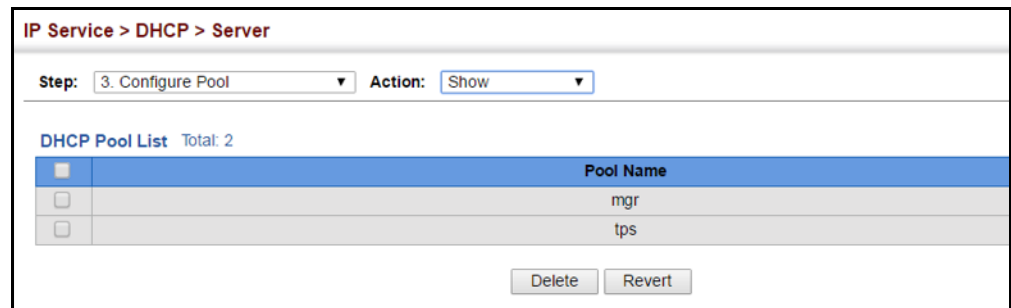 IP Service > DHCP > Server
Step: 3. Configure Pool Action: Show
DHCP Pool List Total: 2
Pool Name
mgr
tps
Delete Revert